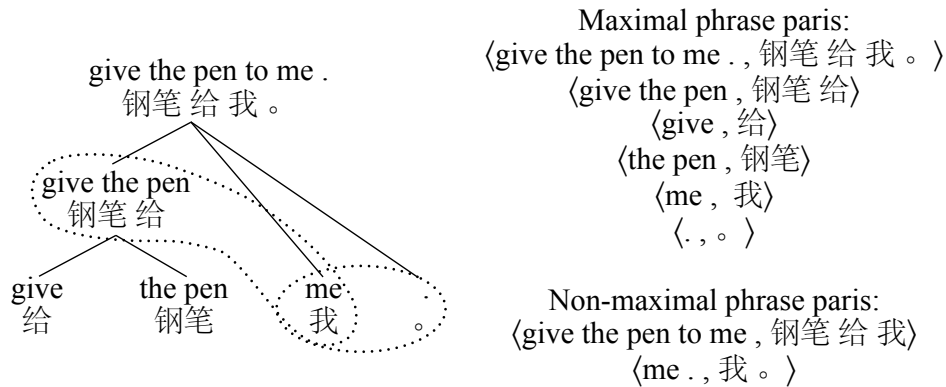 give the pen to me .
钢笔 给 我 。
give the pen
钢笔 给
give
给
the pen
钢笔
me
我
.
。
Maximal phrase paris:
⟨give the pen to me . , 钢笔 给 我 。 ⟩
⟨give the pen , 钢笔 给⟩
⟨give , 给⟩
⟨the pen , 钢笔⟩
⟨me , 我⟩
⟨. , 。 ⟩
Non-maximal phrase paris:
⟨give the pen to me , 钢笔 给 我⟩
⟨me . , 我 。 ⟩